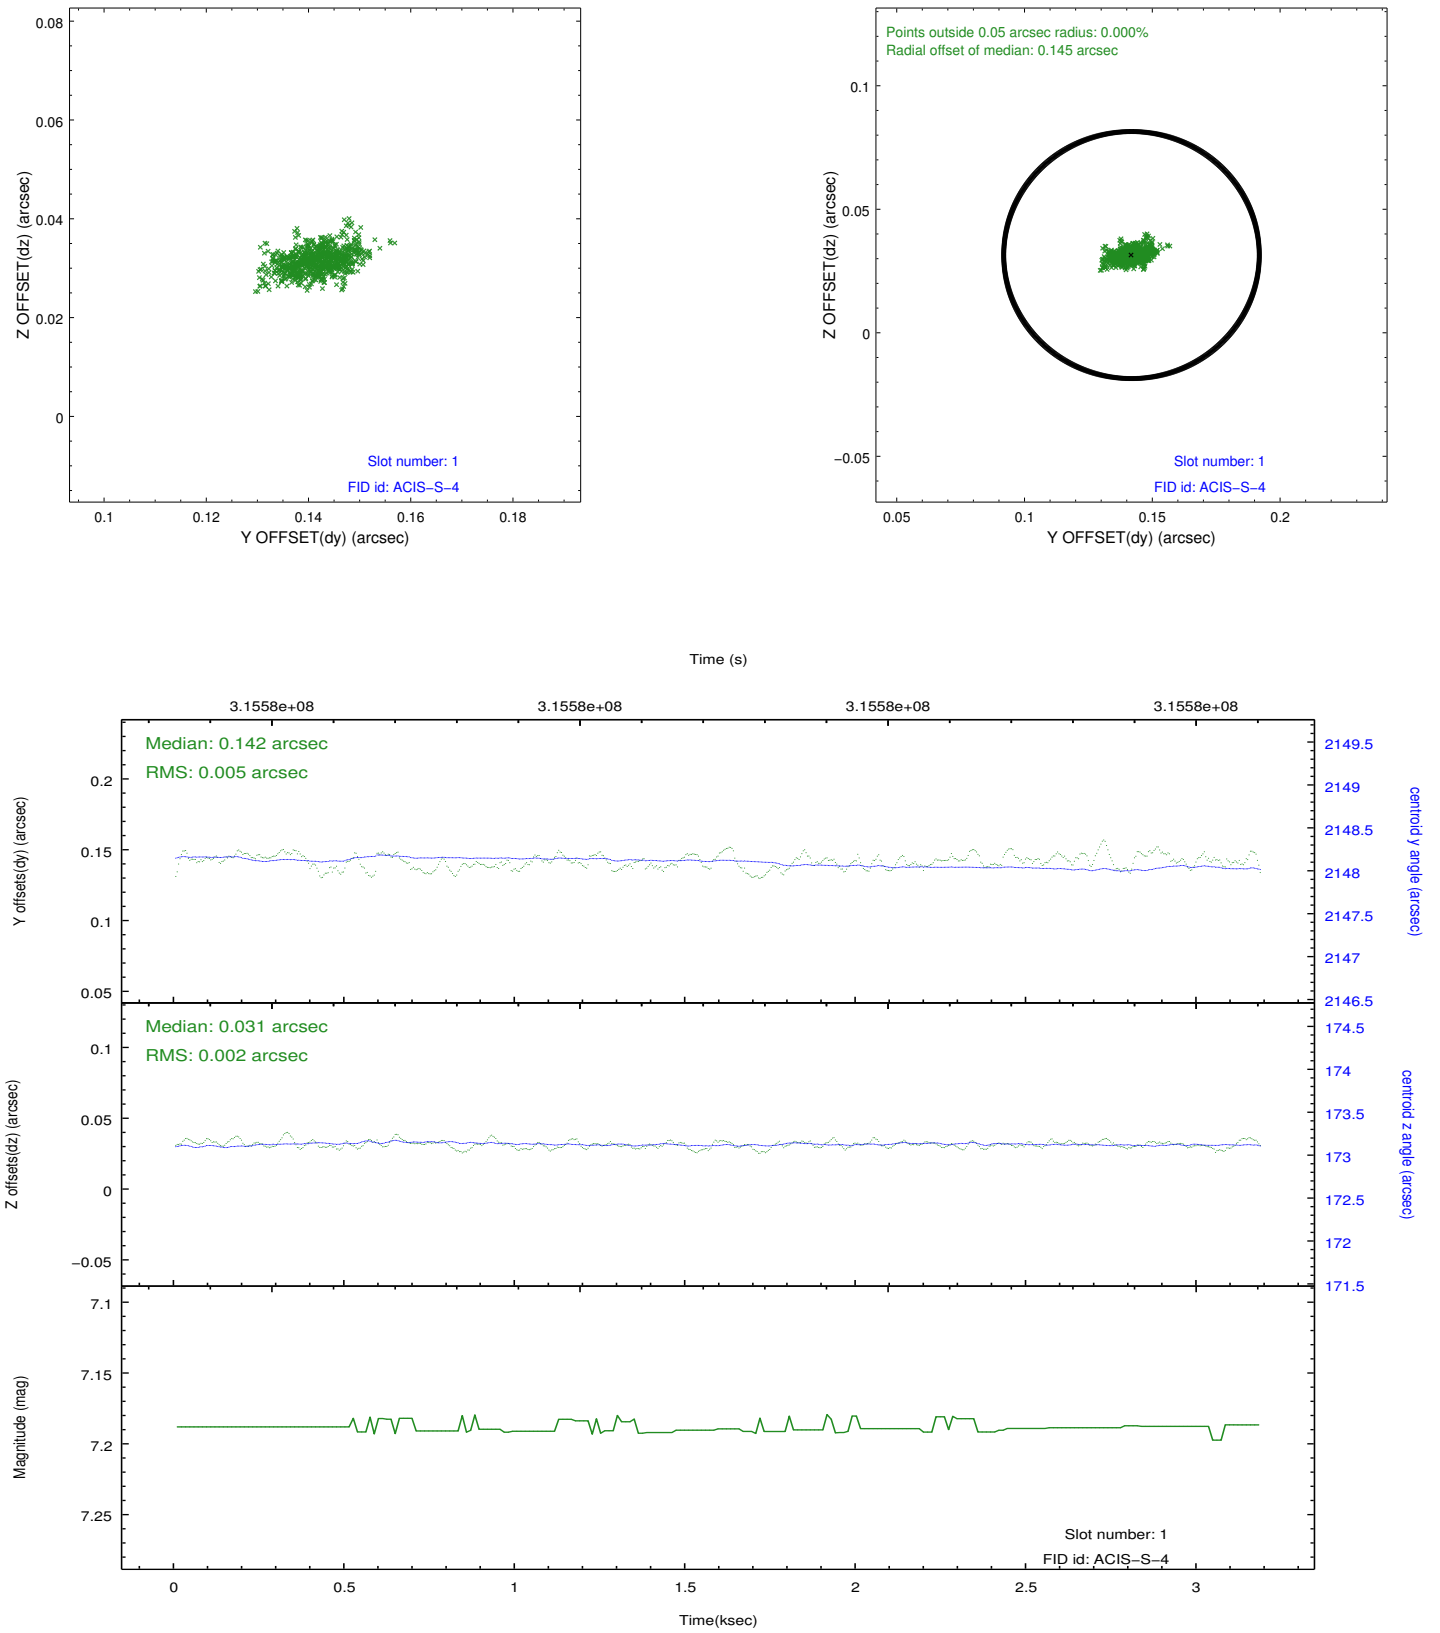 0.08
0.06
0.04
0.02
0
Z OFFSET(dz) (arcsec)
Slot number: 1
FID id: ACIS−S−4
0.1
0.12
0.14
0.16
0.18
Y OFFSET(dy) (arcsec)
Points outside 0.05 arcsec radius: 0.000%
Radial offset of median: 0.145 arcsec
0.1
0.05
0
−0.05
Z OFFSET(dz) (arcsec)
Slot number: 1
FID id: ACIS−S−4
0.05
0.1
0.15
0.2
Y OFFSET(dy) (arcsec)
Time (s)
3.1558e+08
3.1558e+08
3.1558e+08
3.1558e+08
Median: 0.142 arcsec
RMS: 0.005 arcsec
0.2
0.15
0.1
0.05
Y offsets(dy) (arcsec)
2149.5
2149
2148.5
2148
2147.5
2147
2146.5
centroid y angle (arcsec)
Median: 0.031 arcsec
RMS: 0.002 arcsec
0.1
0.05
0
−0.05
Z offsets(dz) (arcsec)
174.5
174
173.5
173
172.5
172
171.5
centroid z angle (arcsec)
7.1
7.15
7.2
7.25
Magnitude (mag)
Slot number: 1
FID id: ACIS−S−4
0
0.5
1
1.5
2
2.5
3
Time(ksec)